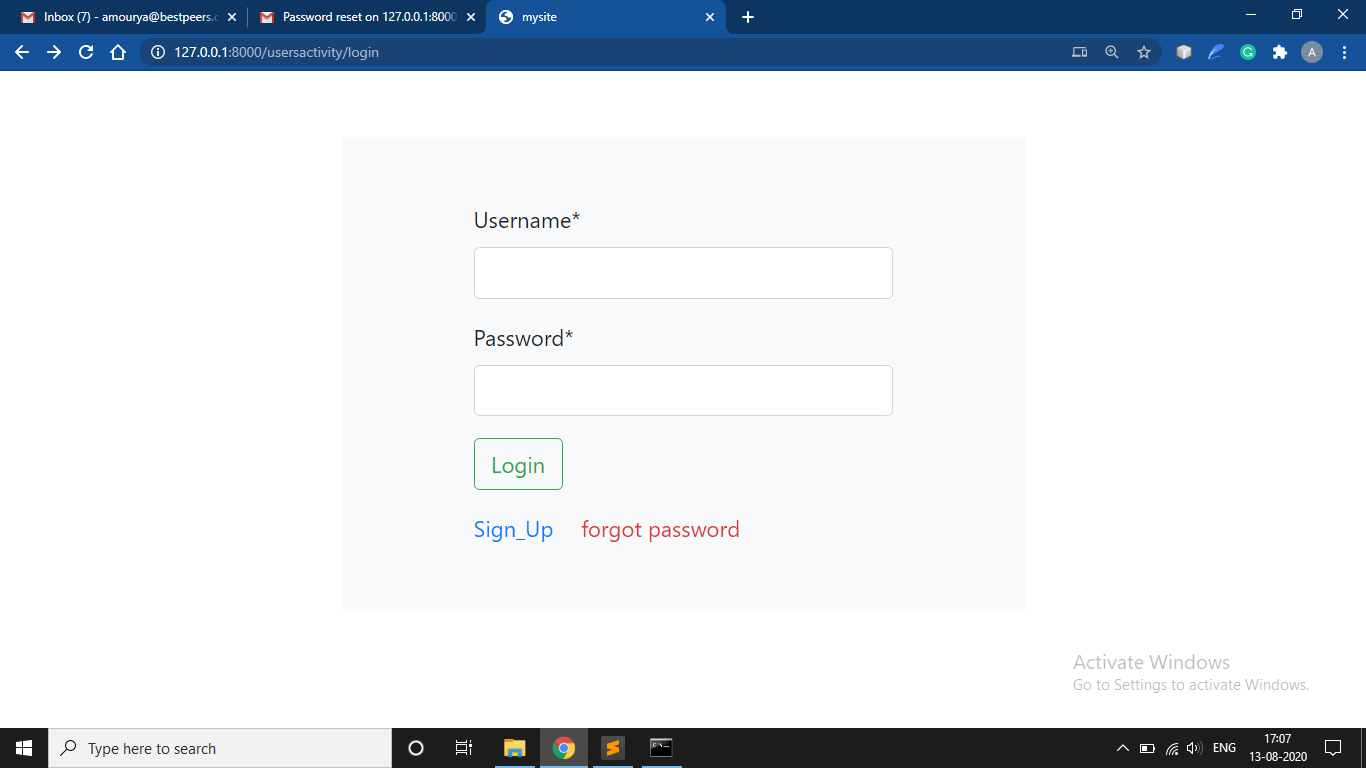 Inbox (7) - amourya@bestpeers.c
Password reset on 127.0.0.1:8000
mysite
127.0.0.1:8000/usersactivity/login
A
Username*
Password*
Login
Sign_Up forgot password
Activate Windows
Go to Settings to activate Windows.
Type here to search
ENG
17:07
13-08-2020